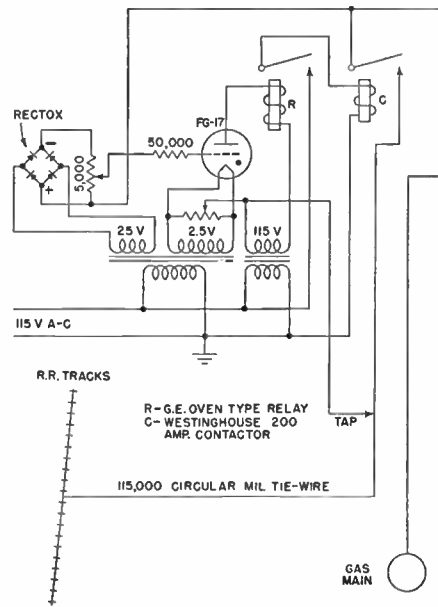 RECTOX
FG-17
R
C
50,000
5,000
−
+
25 V
2.5V
115 V
115 V A-C
R.R. TRACKS
R-G.E. OVEN TYPE RELAY
C- WESTINGHOUSE 200
AMP. CONTACTOR
TAP
115,000 CIRCULAR MIL TIE-WIRE
GAS
MAIN